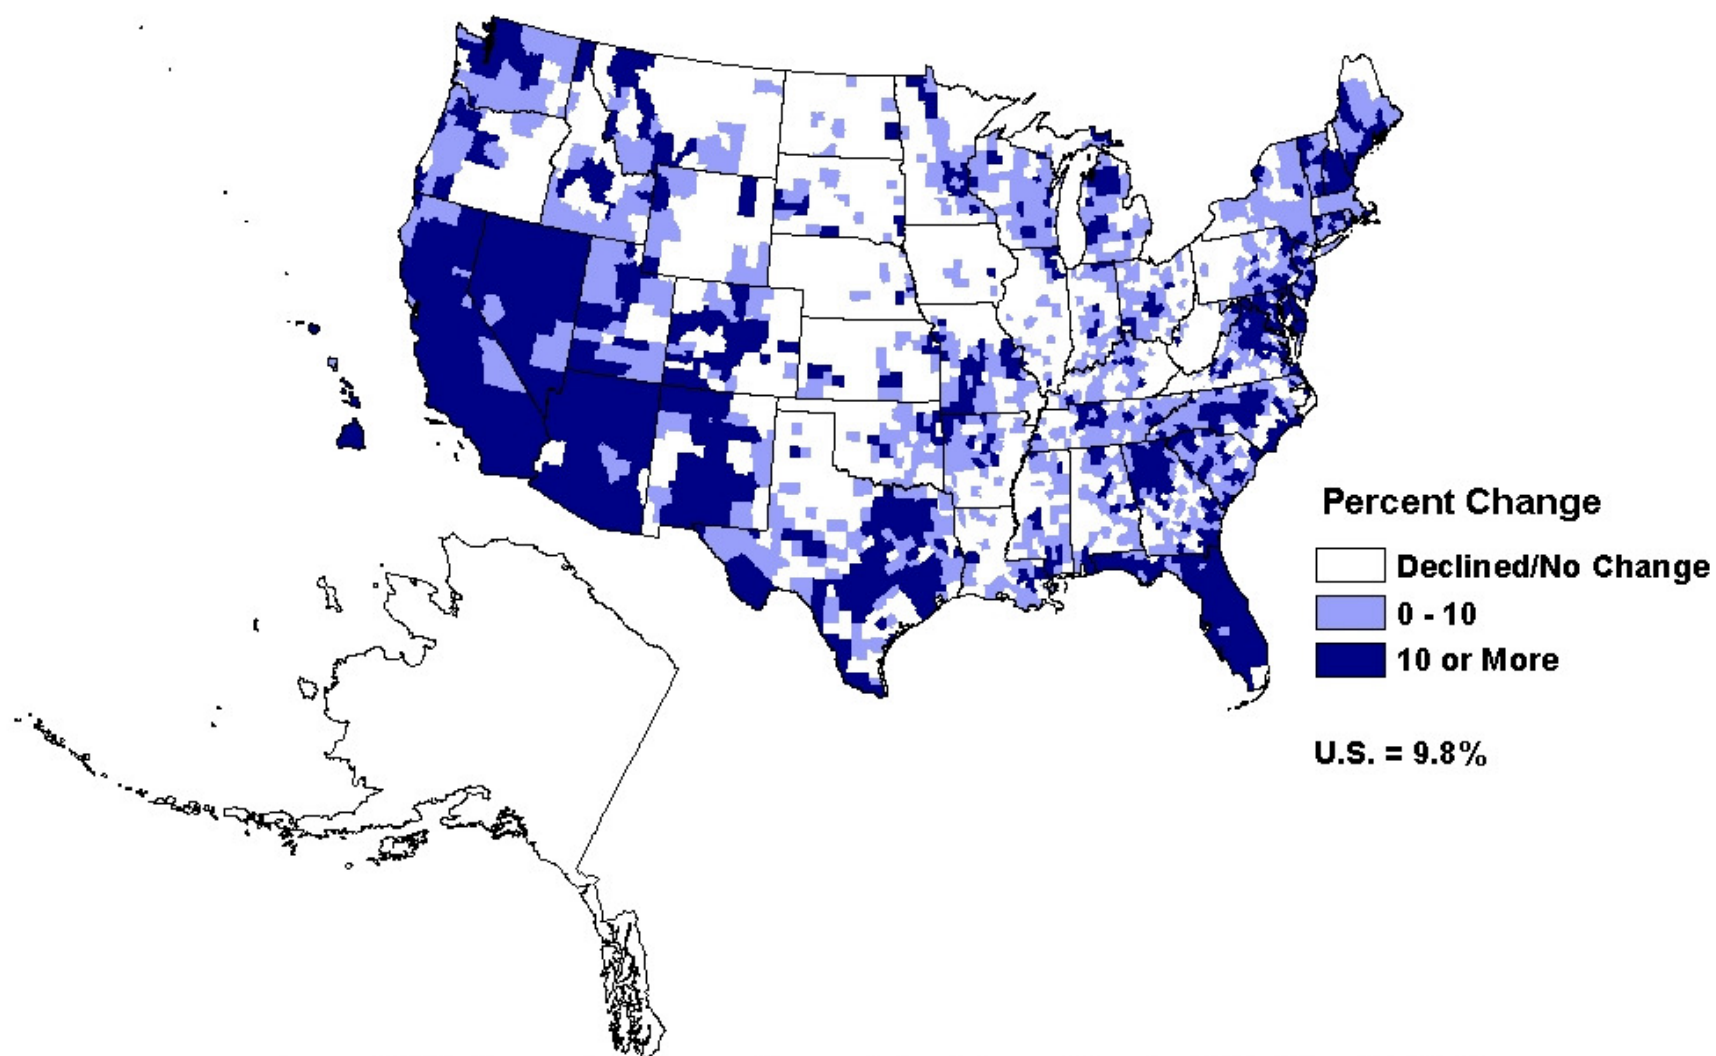 Percent Change
Declined/No Change
0 - 10
10 or More
U.S. = 9.8%